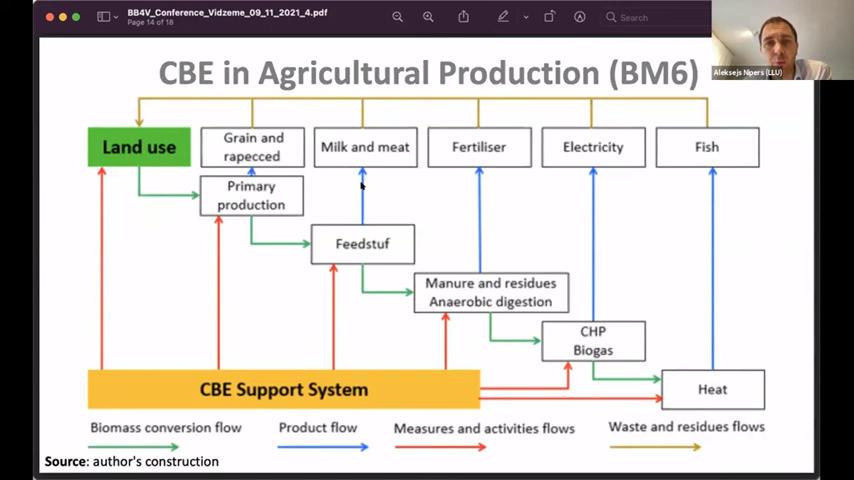 BB4V_Conference_Vidzeme_09_11_2021_4.pdf
Page 14 of 18
Search
Aleksejs Nipers (LLU)
CBE in Agricultural Production (BM6)
Land use
Grain and
rapecced
Milk and meat
Fertiliser
Electricity
Fish
Primary
production
Feedstuf
Manure and residues
Anaerobic digestion
CHP
Biogas
CBE Support System
Heat
Biomass conversion flow
Product flow
Measures and activities flows
Waste and residues flows
Source: author's construction